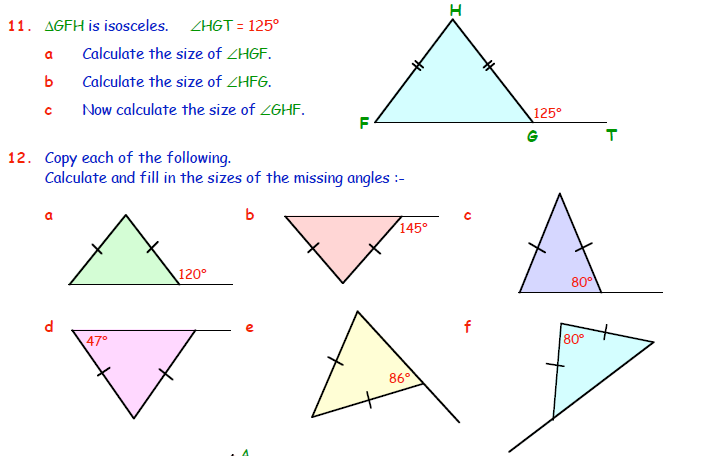 11. ΔGFH is isosceles. ∠HGT = 125°
a Calculate the size of ∠HGF.
b Calculate the size of ∠HFG.
c Now calculate the size of ∠GHF.
H
125°
F
G
T
12. Copy each of the following.
Calculate and fill in the sizes of the missing angles :-
a
120°
b
145°
c
80°
d
47°
e
86°
f
80°